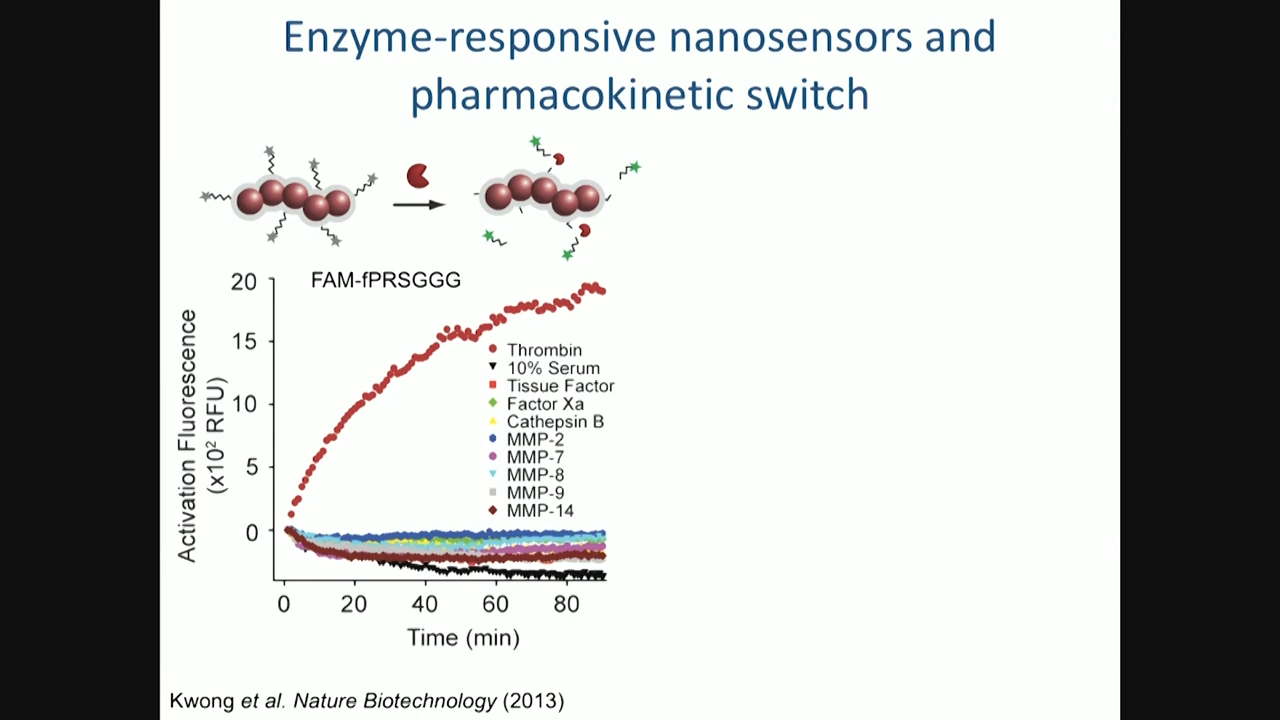 Enzyme-responsive nanosensors and
pharmacokinetic switch
FAM-fPRSGGG
Activation Fluorescence
(x10² RFU)
20
15
10
5
0
Thrombin
10% Serum
Tissue Factor
Factor Xa
Cathepsin B
MMP-2
MMP-7
MMP-8
MMP-9
MMP-14
0 20 40 60 80
Time (min)
Kwong et al. Nature Biotechnology (2013)